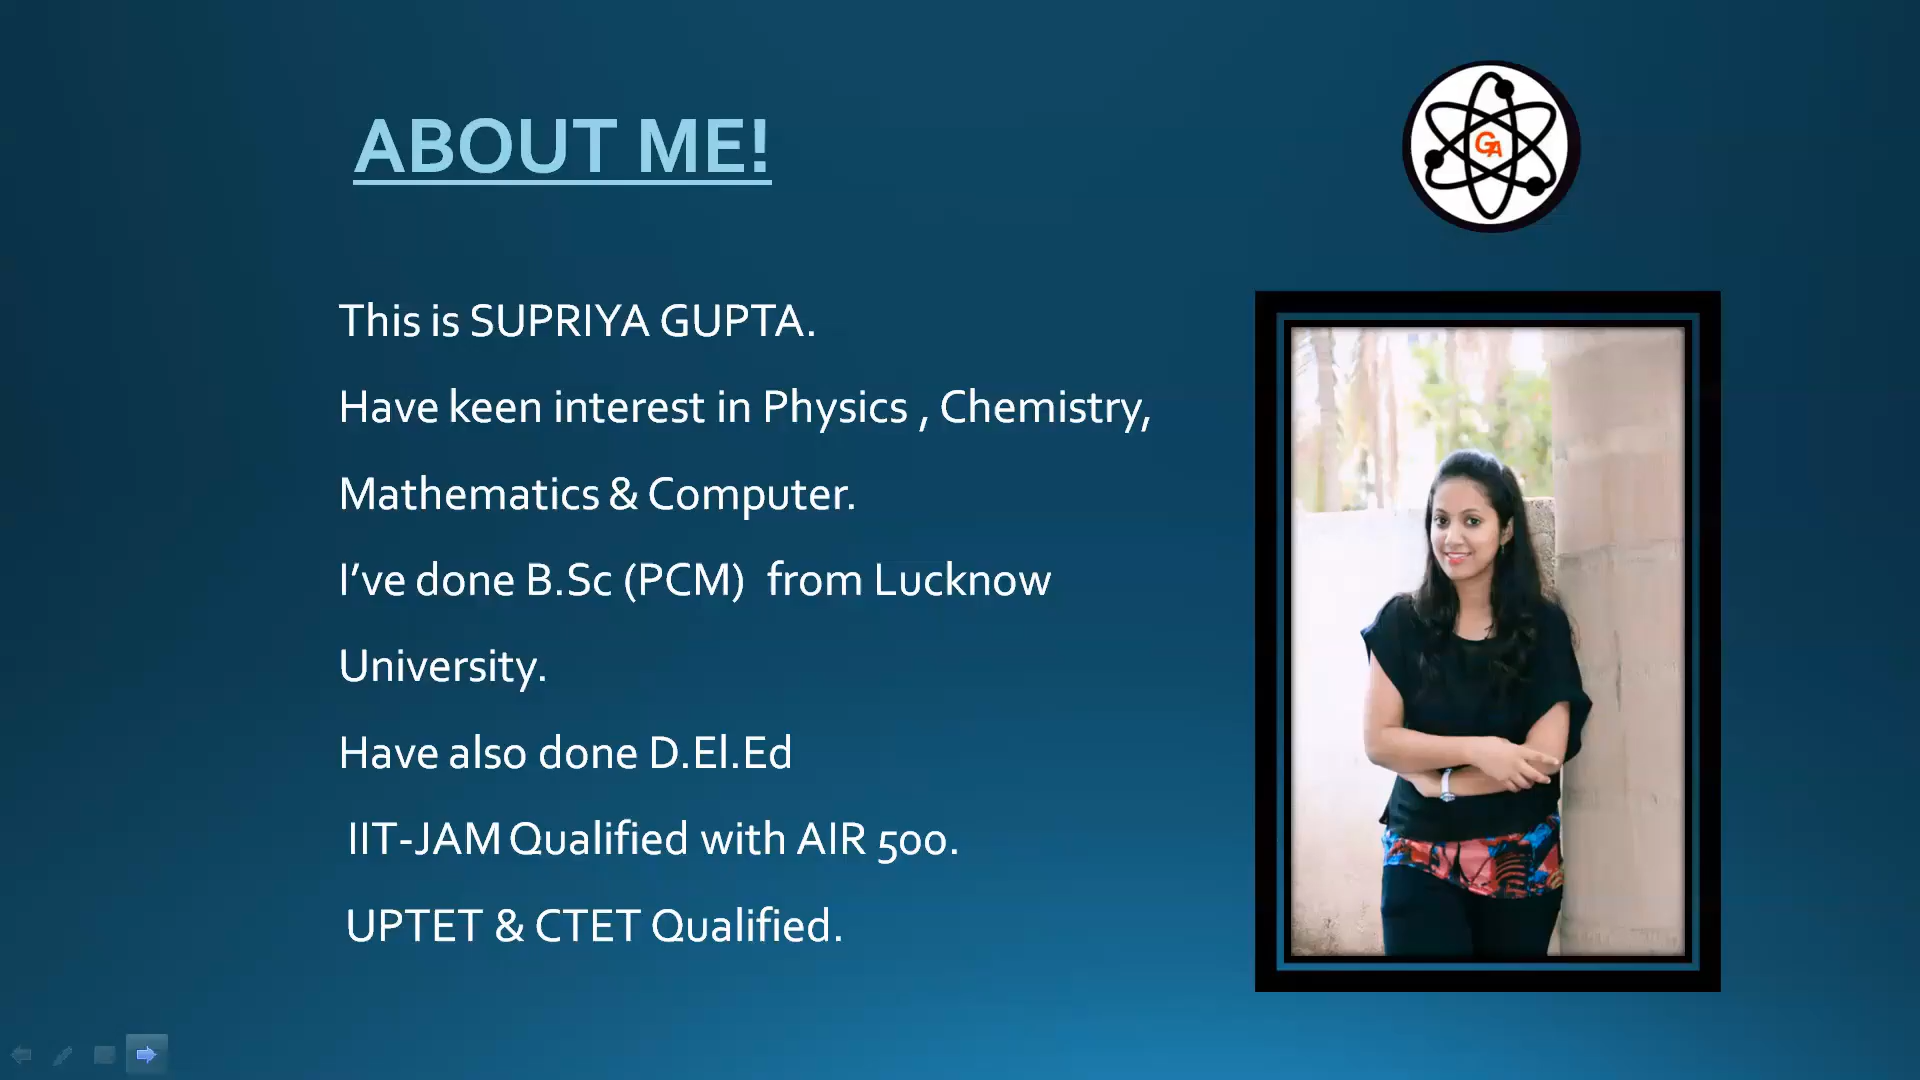 ABOUT ME!
GA
This is SUPRIYA GUPTA.
Have keen interest in Physics , Chemistry,
Mathematics & Computer.
I’ve done B.Sc (PCM)  from Lucknow
University.
Have also done D.El.Ed
IIT-JAM Qualified with AIR 500.
UPTET & CTET Qualified.